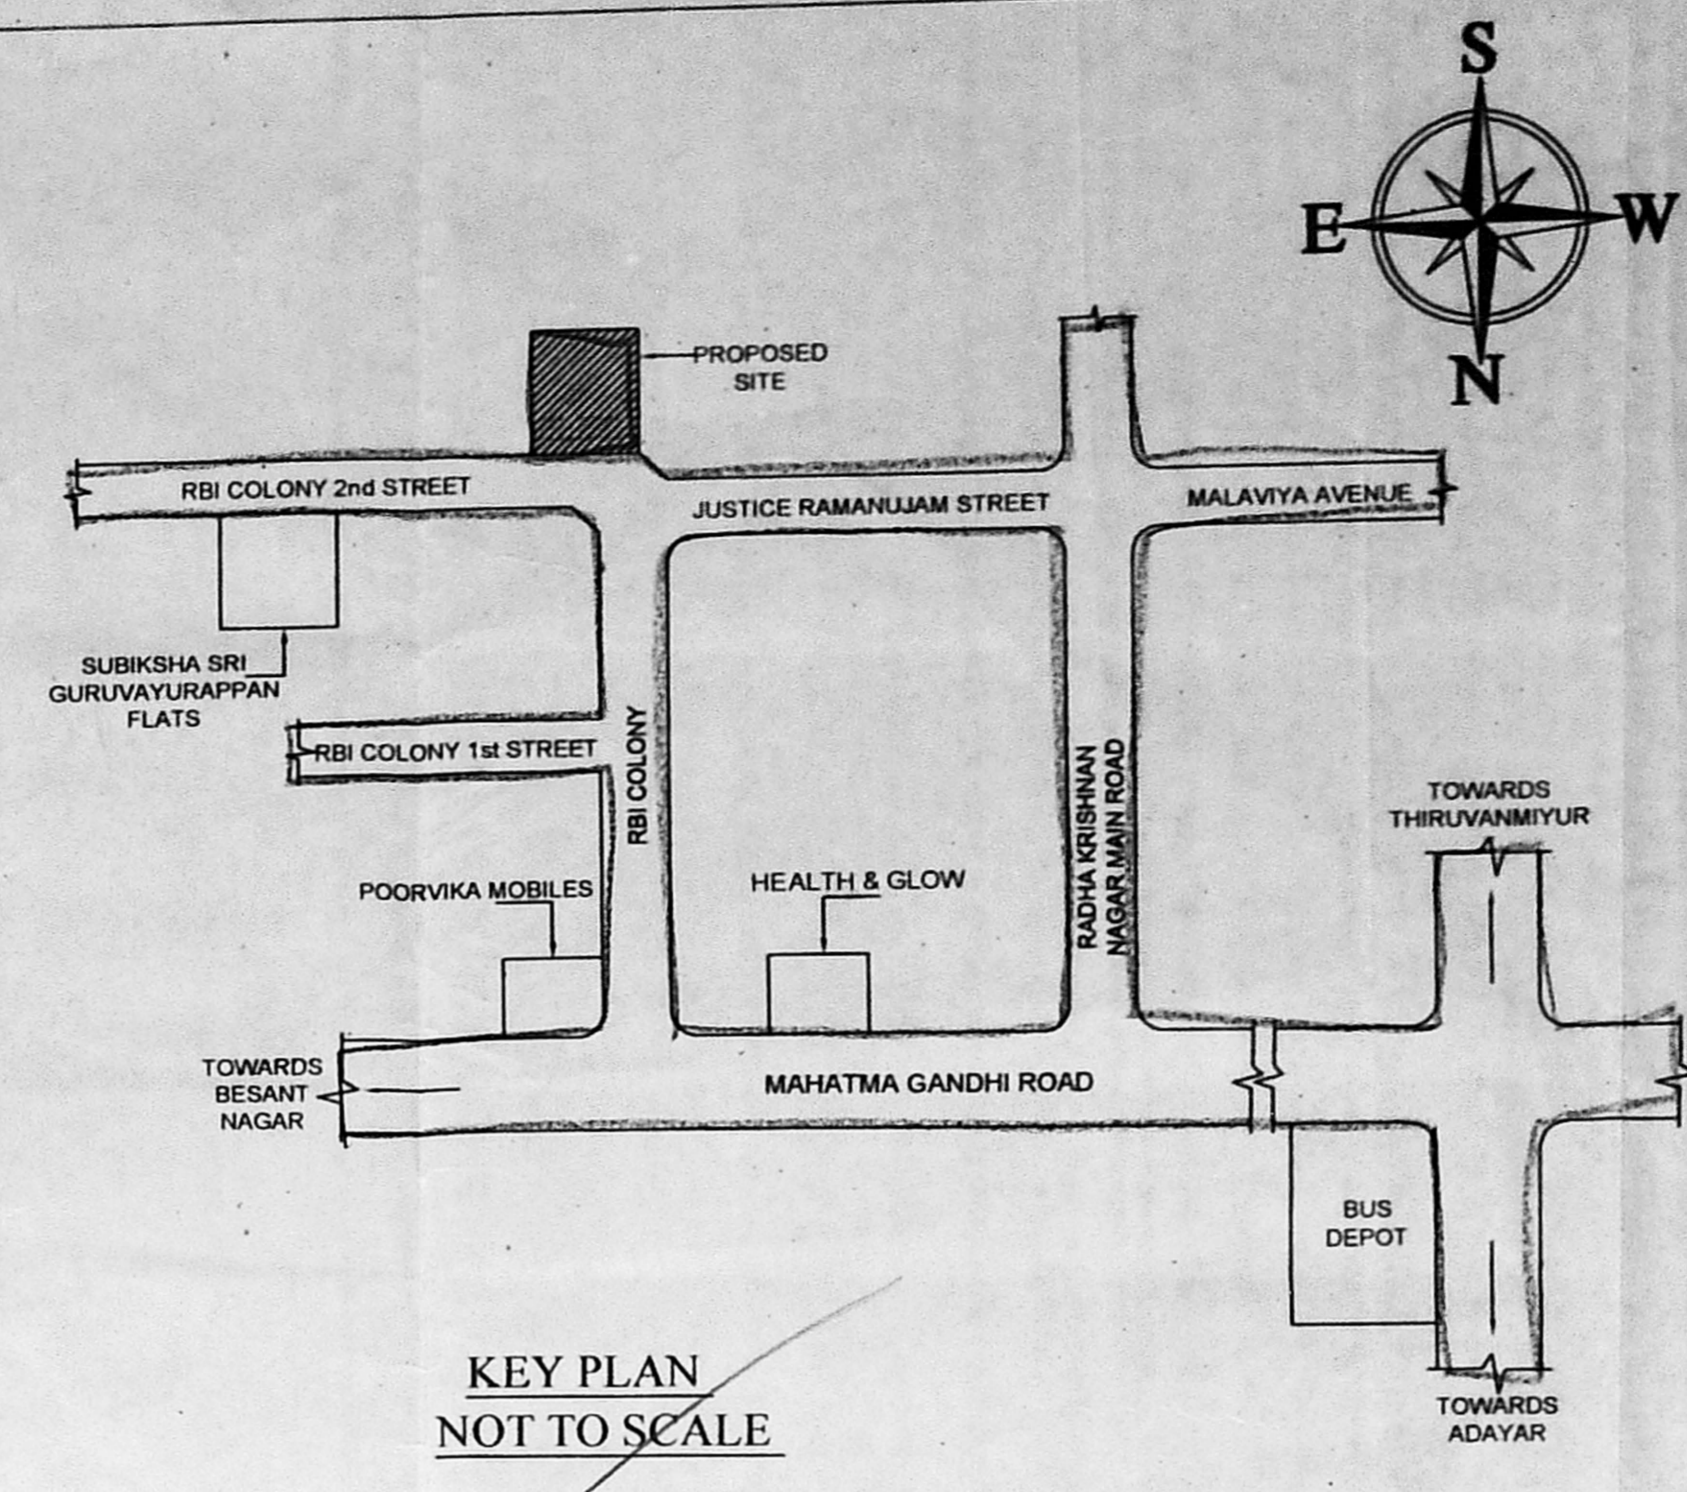 S
E
W
N
PROPOSED
SITE
RBI COLONY 2nd STREET
JUSTICE RAMANUJAM STREET
MALAVIYA AVENUE
SUBIKSHA SRI
GURUVAYURAPPAN
FLATS
RBI COLONY 1st STREET
RBI COLONY
RADHA KRISHNAN
NAGAR MAIN ROAD
TOWARDS
THIRUVANMIYUR
POORVIKA MOBILES
HEALTH & GLOW
TOWARDS
BESANT
NAGAR
MAHATMA GANDHI ROAD
BUS
DEPOT
KEY PLAN
NOT TO SCALE
TOWARDS
ADAYAR